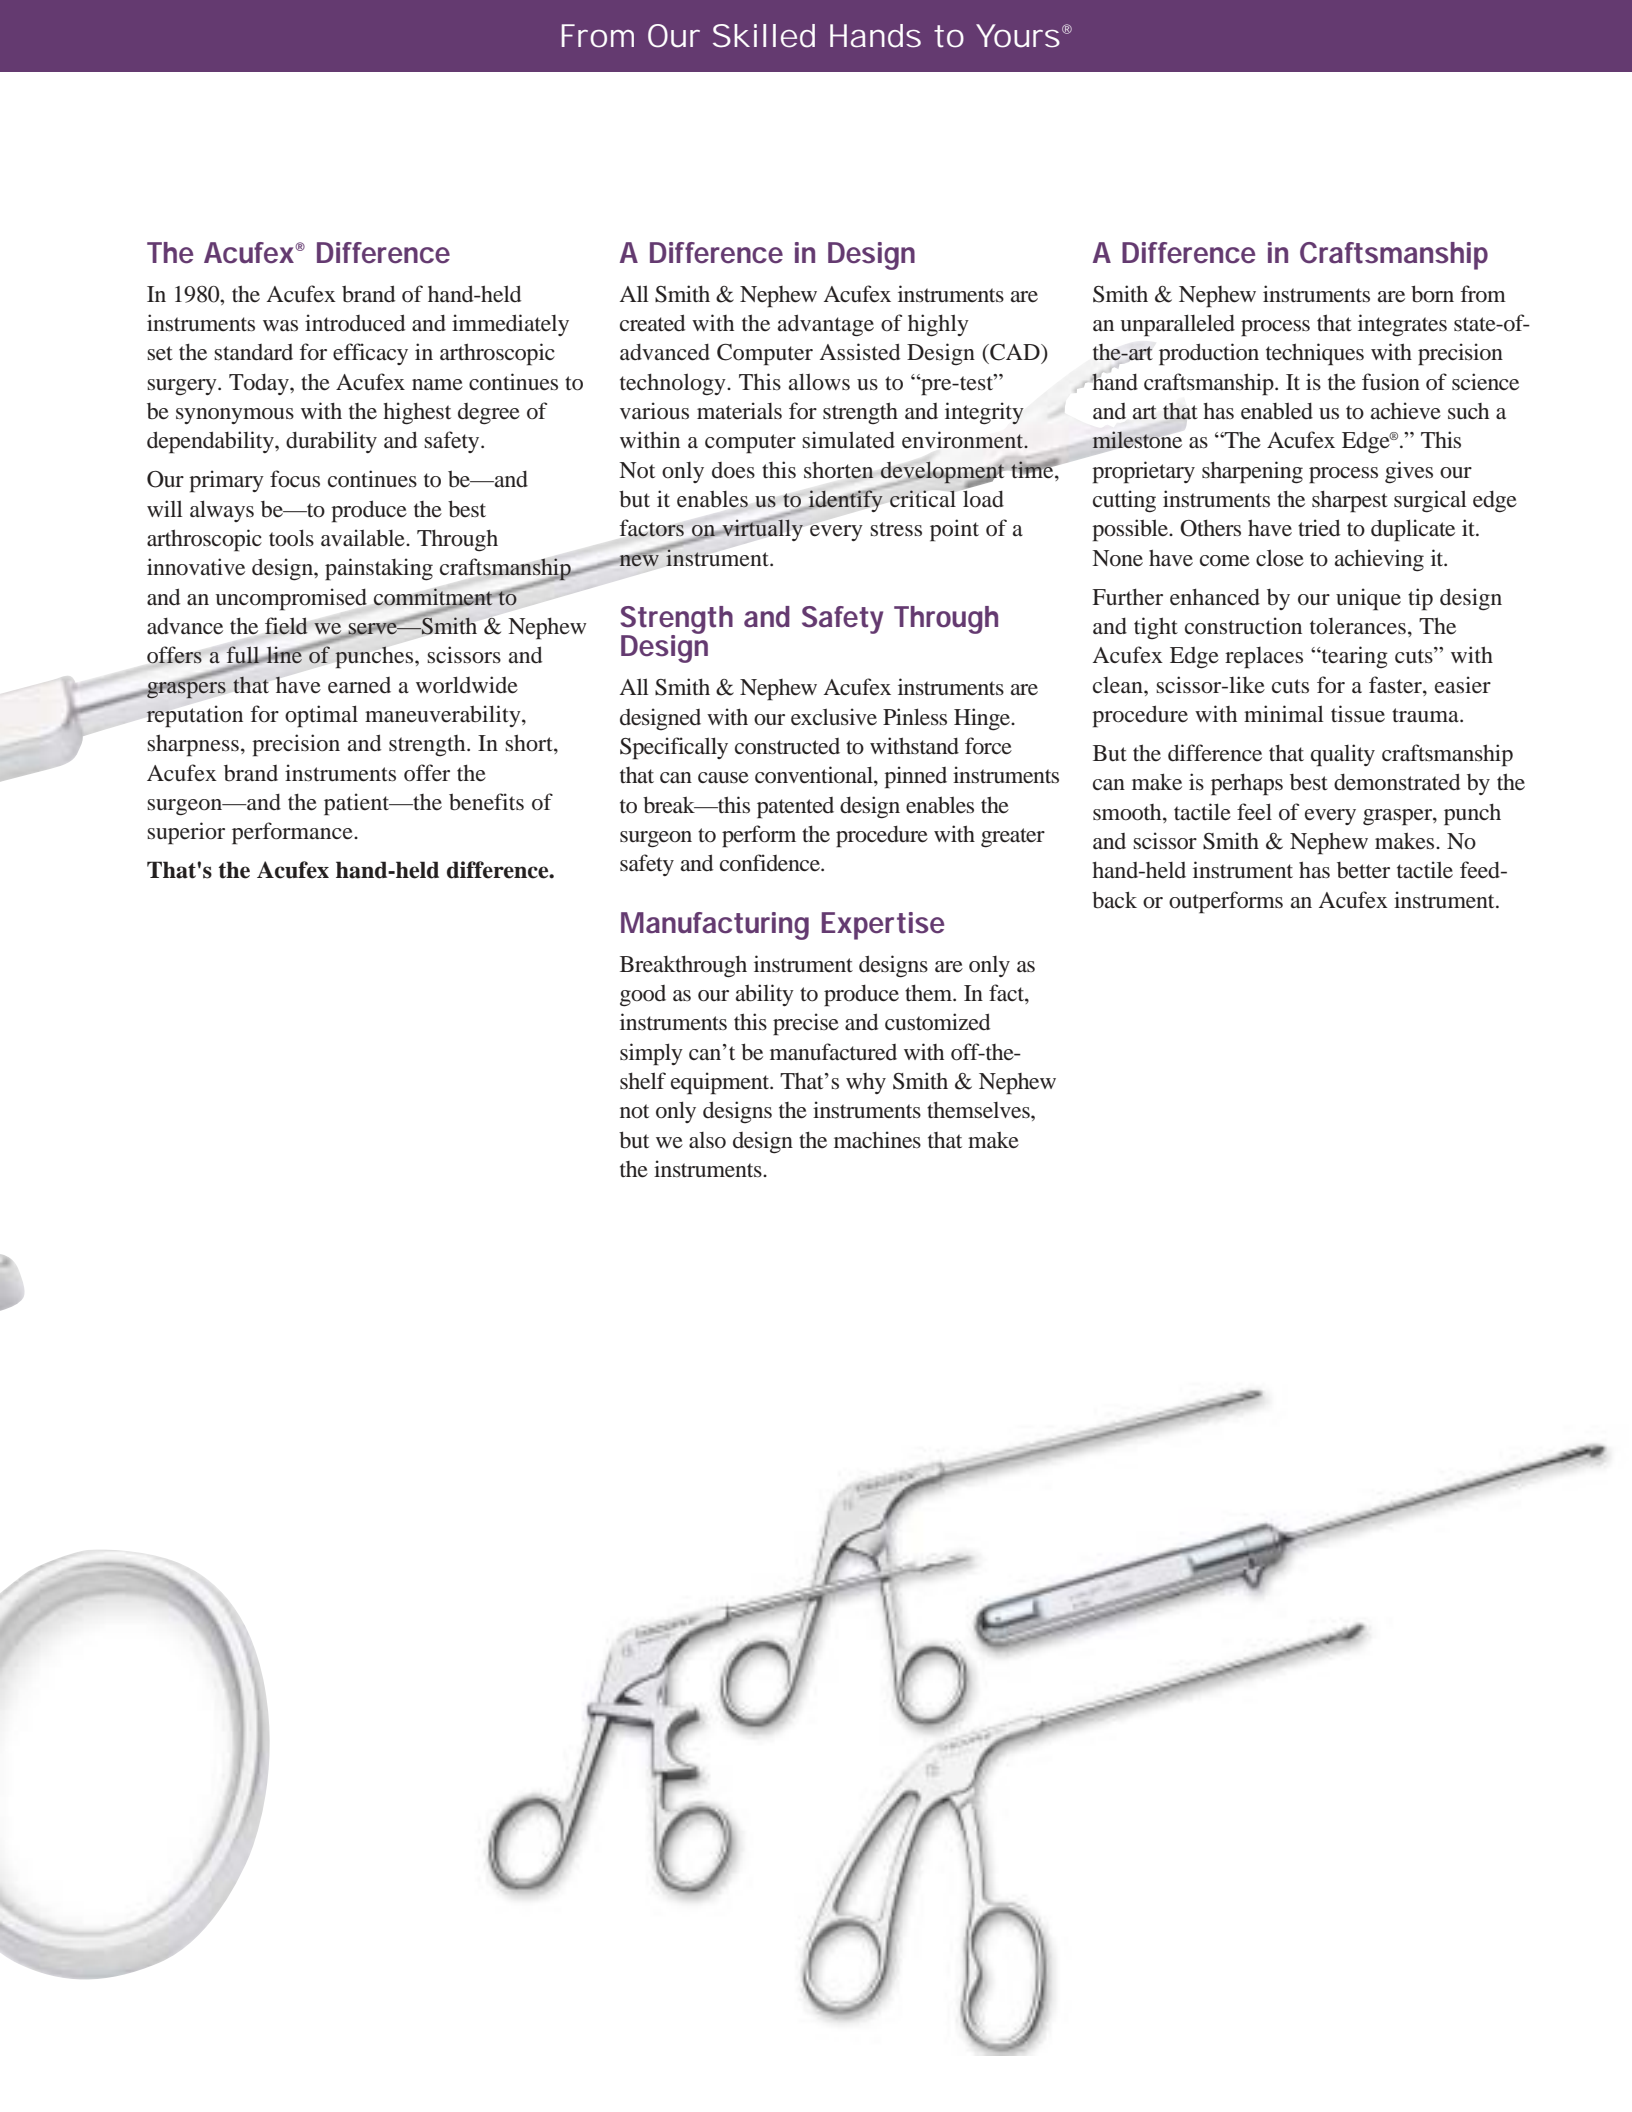 From Our Skilled Hands to Yours®
The Acufex® Difference
In 1980, the Acufex brand of hand-held
instruments was introduced and immediately
set the standard for efficacy in arthroscopic
surgery. Today, the Acufex name continues to
be synonymous with the highest degree of
dependability, durability and safety.
Our primary focus continues to be—and
will always be—to produce the best
arthroscopic tools available. Through
innovative design, painstaking craftsmanship
and an uncompromised commitment to
advance the field we serve—Smith & Nephew
offers a full line of punches, scissors and
graspers that have earned a worldwide
reputation for optimal maneuverability,
sharpness, precision and strength. In short,
Acufex brand instruments offer the
surgeon—and the patient—the benefits of
superior performance.
That's the Acufex hand-held difference.
A Difference in Design
All Smith & Nephew Acufex instruments are
created with the advantage of highly
advanced Computer Assisted Design (CAD)
technology. This allows us to “pre-test”
various materials for strength and integrity
within a computer simulated environment.
Not only does this shorten development time,
but it enables us to identify critical load
factors on virtually every stress point of a
new instrument.
Strength and Safety Through
Design
All Smith & Nephew Acufex instruments are
designed with our exclusive Pinless Hinge.
Specifically constructed to withstand force
that can cause conventional, pinned instruments
to break—this patented design enables the
surgeon to perform the procedure with greater
safety and confidence.
Manufacturing Expertise
Breakthrough instrument designs are only as
good as our ability to produce them. In fact,
instruments this precise and customized
simply can’t be manufactured with off-the-
shelf equipment. That’s why Smith & Nephew
not only designs the instruments themselves,
but we also design the machines that make
the instruments.
A Difference in Craftsmanship
Smith & Nephew instruments are born from
an unparalleled process that integrates state-of-
the-art production techniques with precision
hand craftsmanship. It is the fusion of science
and art that has enabled us to achieve such a
milestone as “The Acufex Edge®.” This
proprietary sharpening process gives our
cutting instruments the sharpest surgical edge
possible. Others have tried to duplicate it.
None have come close to achieving it.
Further enhanced by our unique tip design
and tight construction tolerances, The
Acufex Edge replaces “tearing cuts” with
clean, scissor-like cuts for a faster, easier
procedure with minimal tissue trauma.
But the difference that quality craftsmanship
can make is perhaps best demonstrated by the
smooth, tactile feel of every grasper, punch
and scissor Smith & Nephew makes. No
hand-held instrument has better tactile feed-
back or outperforms an Acufex instrument.